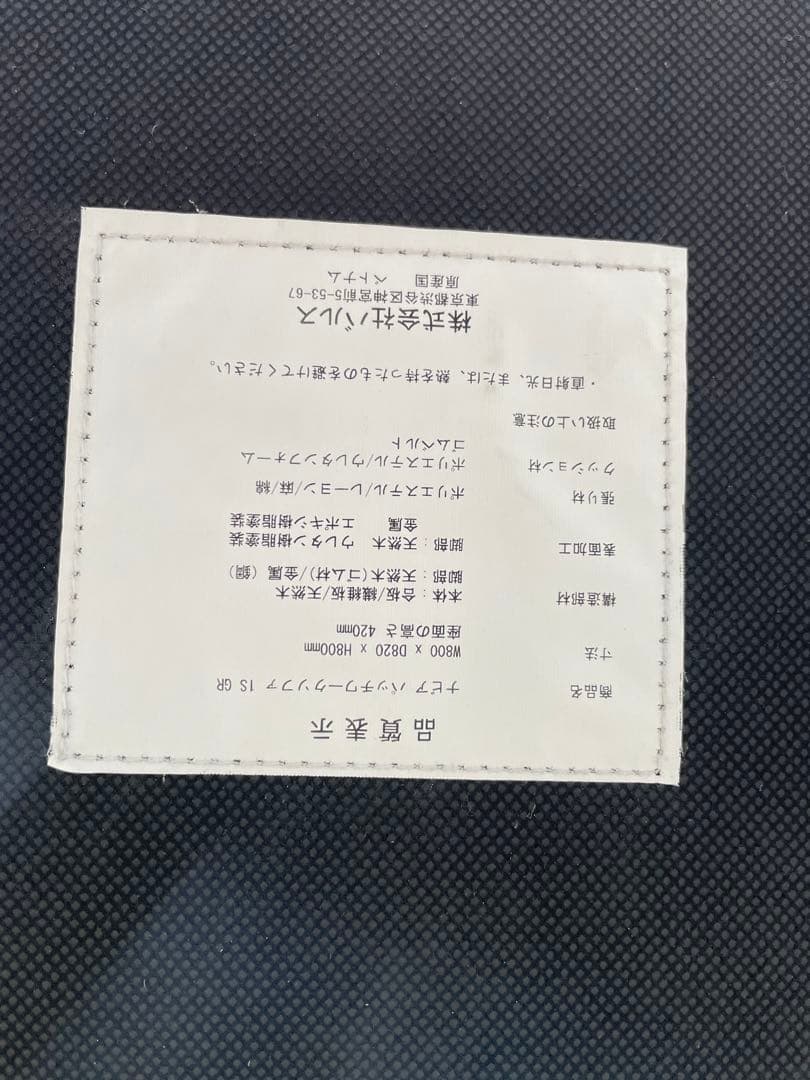 品質表示
商品名 ナビア パッチワークソファ 1S GR
寸法 W800 x D820 x H800mm
座面の高さ 420mm
構造部材 本体：合板/繊維板/天然木
脚部：天然木(ゴム材)/金属（鋼）
表面加工 脚部：天然木 ウレタン樹脂塗装
金属 エポキシ樹脂塗装
張り材 ポリエステル/レーヨン/麻/綿
クッション材 ポリエステル/ウレタンフォーム
ゴムベルト
取扱い上の注意
・直射日光、または、熱を持ったものを避けてください。
株式会社バルス
東京都渋谷区神宮前5-53-67
原産国 ベトナム